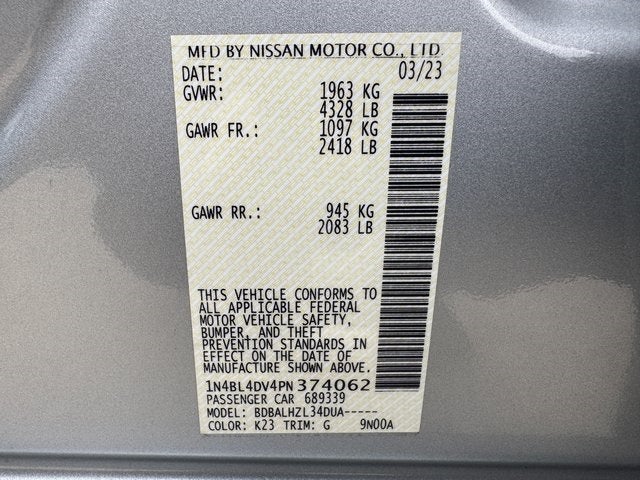 MFD BY NISSAN MOTOR CO., LTD.
DATE: 03/23
GVWR: 1963 KG
4328 LB
GAWR FR.: 1097 KG
2418 LB
GAWR RR.: 945 KG
2083 LB
THIS VEHICLE CONFORMS TO
ALL APPLICABLE FEDERAL
MOTOR VEHICLE SAFETY,
BUMPER, AND THEFT
PREVENTION STANDARDS IN
EFFECT ON THE DATE OF
MANUFACTURE SHOWN ABOVE.
1N4BL4DV4PN374062
PASSENGER CAR 689339
MODEL: BDBALHZL34DUA-----
COLOR: K23 TRIM: G 9N00A